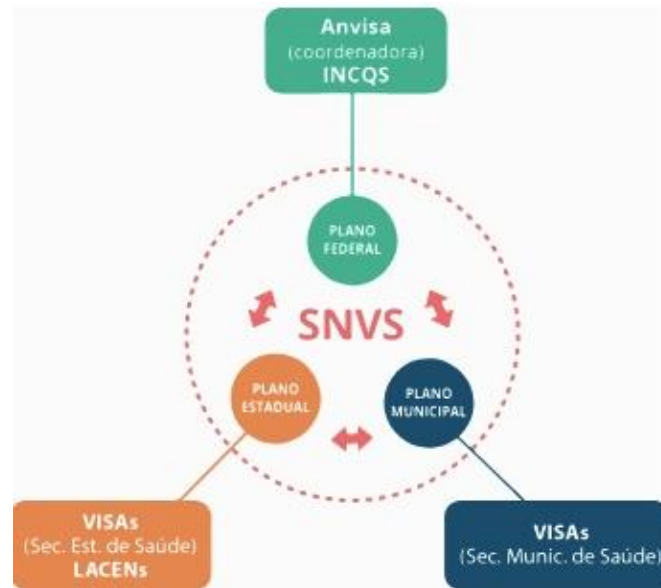 Anvisa
(coordenadora)
INCQS
PLANO
FEDERAL
SNVS
PLANO
ESTADUAL
PLANO
MUNICIPAL
VISAs
(Sec. Est. de Saúde)
LACENs
VISAs
(Sec. Munic. de Saúde)